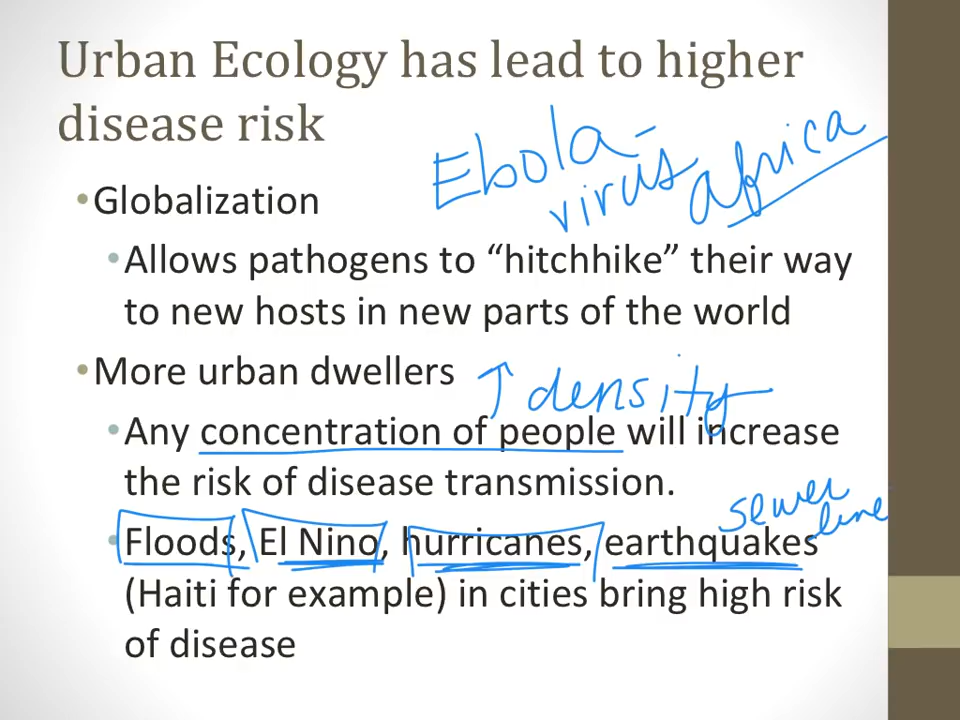 Urban Ecology has lead to higher
disease risk
Ebola-
virus
africa
•Globalization
•Allows pathogens to “hitchhike” their way
to new hosts in new parts of the world
•More urban dwellers
↑ density
•Any concentration of people will increase
the risk of disease transmission.
sewer
line
•Floods, El Nino, hurricanes, earthquakes
(Haiti for example) in cities bring high risk
of disease